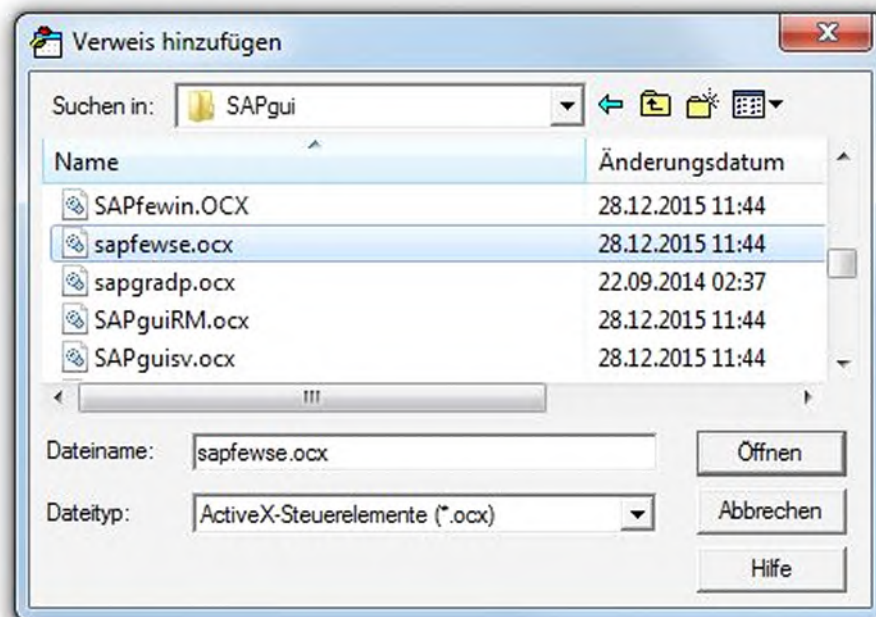 Verweis hinzufügen
Suchen in: SAPgui
Name Änderungsdatum
SAPfewin.OCX 28.12.2015 11:44
sapfewse.ocx 28.12.2015 11:44
sapgradp.ocx 22.09.2014 02:37
SAPguiRM.ocx 28.12.2015 11:44
SAPguisv.ocx 28.12.2015 11:44
Dateiname: sapfewse.ocx Öffnen
Dateityp: ActiveX-Steuerelemente (*.ocx) Abbrechen
Hilfe